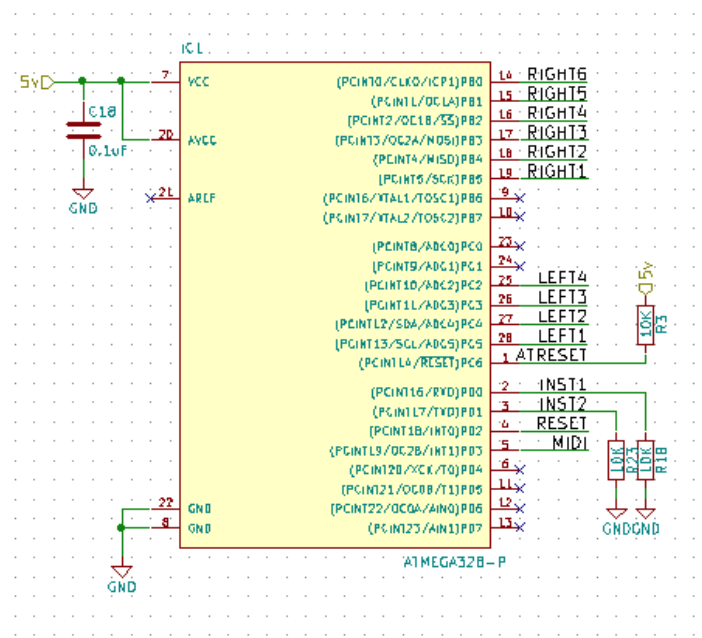 IC1
5v
7 VCC
C18
0.1uF
GND
20 AVCC
21 AREF
22 GND
8 GND
GND
(PCINT0/CLKO/ICP1)PB0 14 RIGHT6
(PCINT1/OC1A)PB1 15 RIGHT5
(PCINT2/OC1B/SS)PB2 16 RIGHT4
(PCINT3/OC2A/MOSI)PB3 17 RIGHT3
(PCINT4/MISO)PB4 18 RIGHT2
(PCINT5/SCK)PB5 19 RIGHT1
(PCINT6/XTAL1/TOSC1)PB6 9
(PCINT7/XTAL2/TOSC2)PB7 10
(PCINT8/ADC0)PC0 23
(PCINT9/ADC1)PC1 24
(PCINT10/ADC2)PC2 25 LEFT4
(PCINT11/ADC3)PC3 26 LEFT3
(PCINT12/SDA/ADC4)PC4 27 LEFT2
(PCINT13/SCL/ADC5)PC5 28 LEFT1
(PCINT14/RESET)PC6 1 ATRESET
(PCINT16/RXD)PD0 2 INST1
(PCINT17/TXD)PD1 3 INST2
(PCINT18/INT0)PD2 4 RESET
(PCINT19/OC2B/INT1)PD3 5 MIDI
(PCINT20/XCK/T0)PD4 6
(PCINT21/OC0B/T1)PD5 11
(PCINT22/OC0A/AIN0)PD6 12
(PCINT23/AIN1)PD7 13
5v
10K R3
10K R23
10K R18
GND GND
ATMEGA328-P